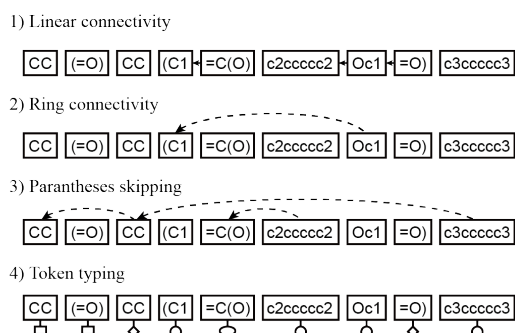 1) Linear connectivity
CC (=O) CC (C1 =C(O) c2ccccc2 Oc1 =O) c3ccccc3
2) Ring connectivity
CC (=O) CC (C1 =C(O) c2ccccc2 Oc1 =O) c3ccccc3
3) Parantheses skipping
CC (=O) CC (C1 =C(O) c2ccccc2 Oc1 =O) c3ccccc3
4) Token typing
CC (=O) CC (C1 =C(O) c2ccccc2 Oc1 =O) c3ccccc3